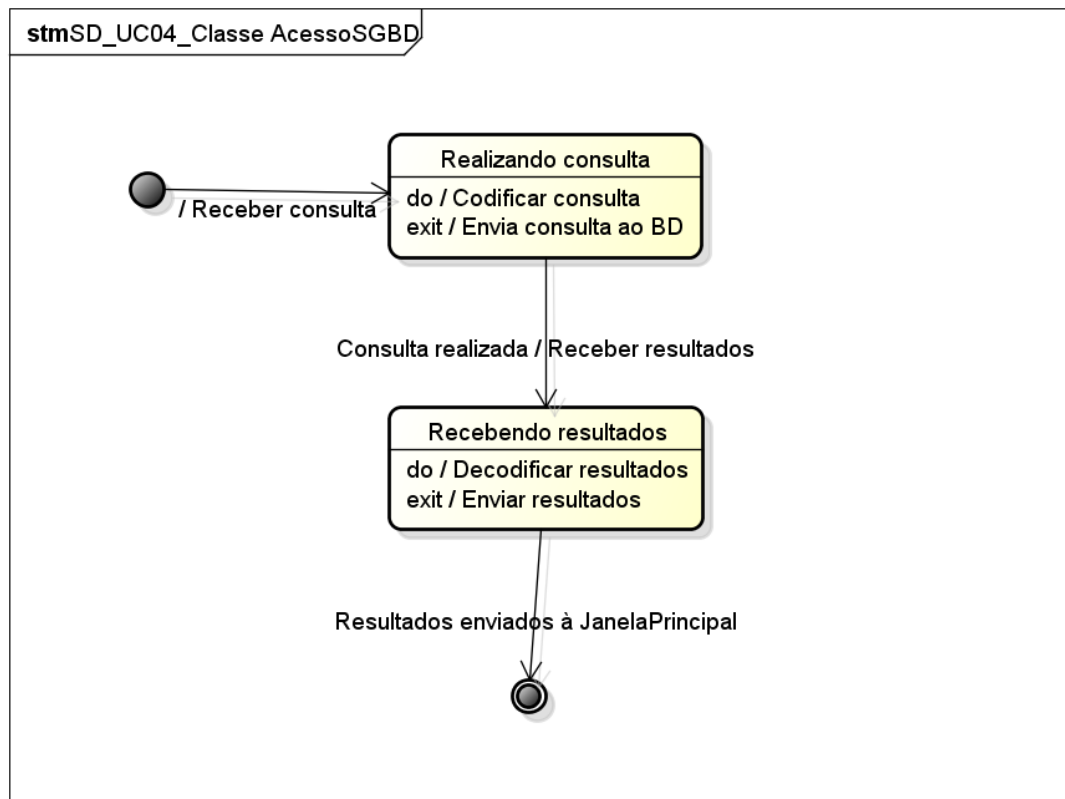 stmSD_UC04_Classe AcessoSGBD
Realizando consulta
do / Codificar consulta
exit / Envia consulta ao BD
/ Receber consulta
Consulta realizada / Receber resultados
Recebendo resultados
do / Decodificar resultados
exit / Enviar resultados
Resultados enviados à JanelaPrincipal